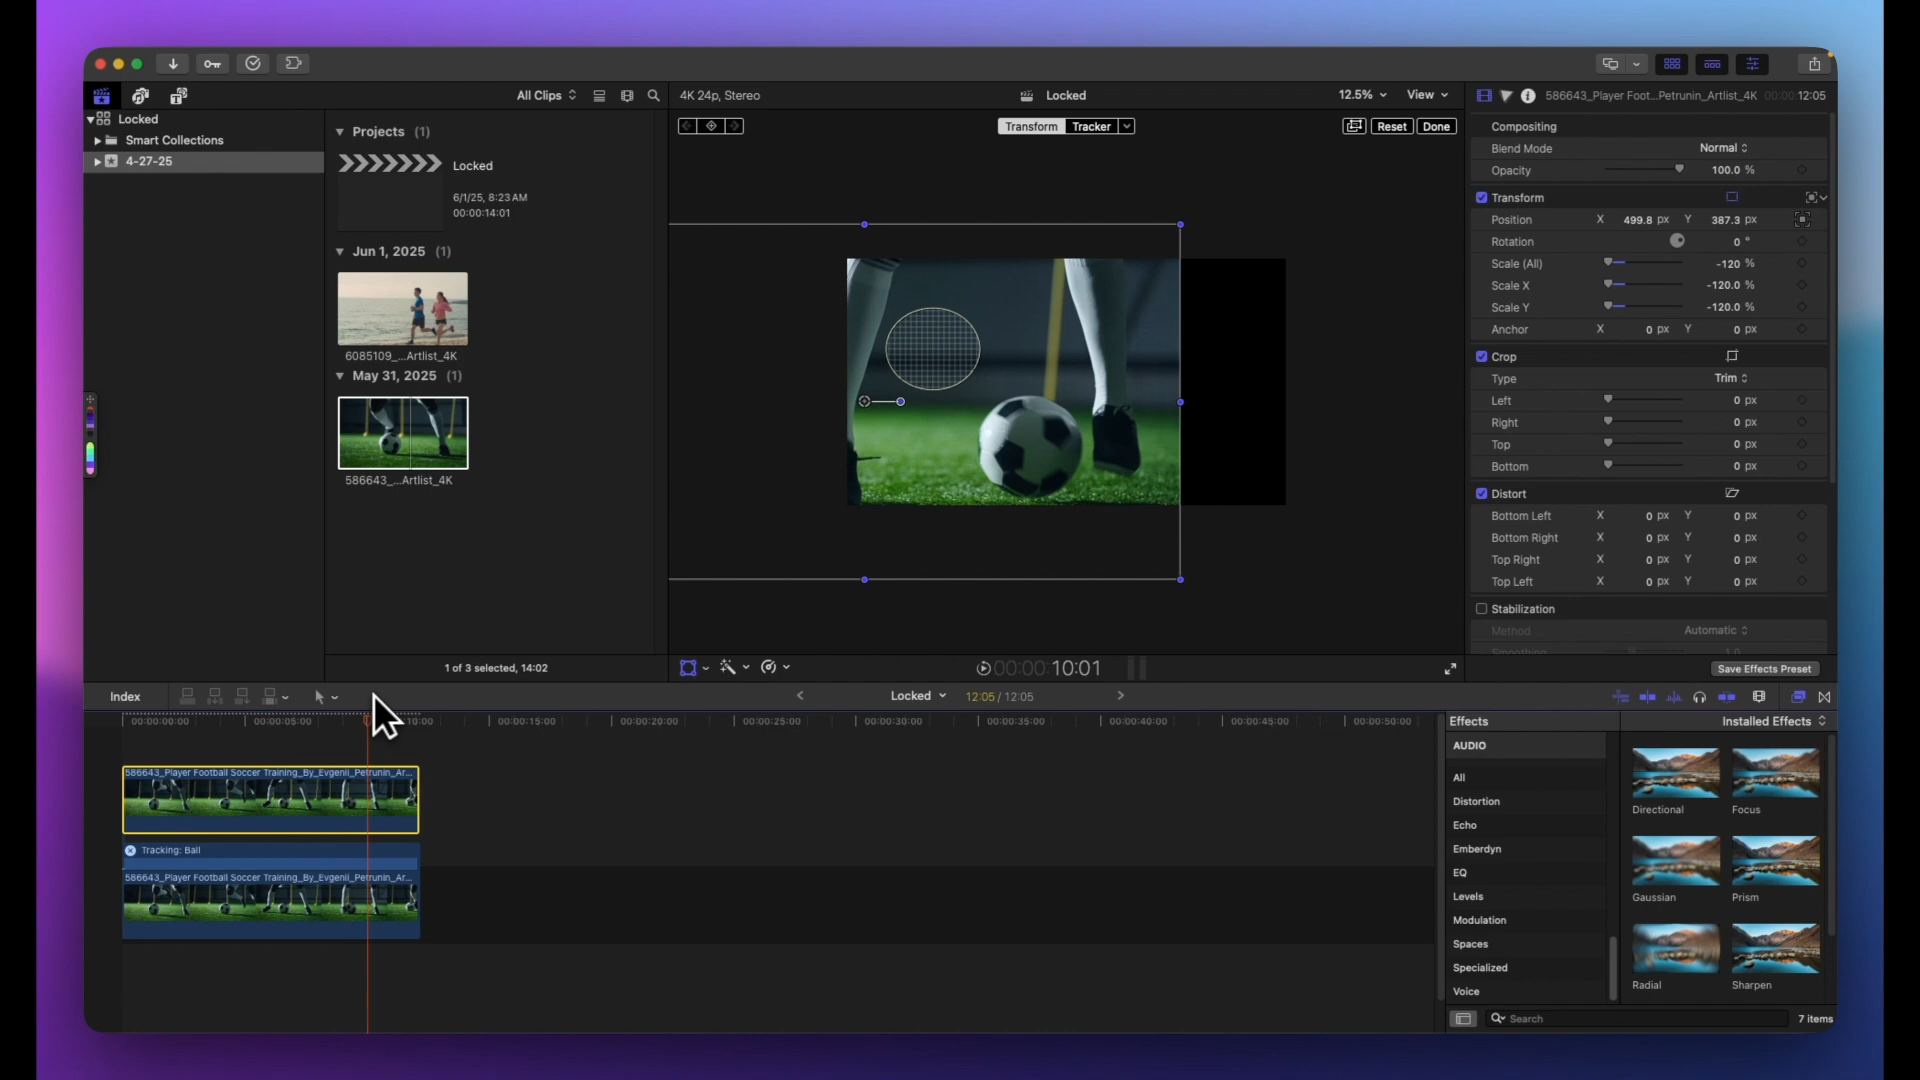 All Clips
4K 24p, Stereo
Locked
12.5%
View
586643_Player Foot...Petrunin_Artlist_4K
00:00:12:05
Locked
Smart Collections
4-27-25
Projects (1)
Locked
6/1/25, 8:23 AM
00:00:14:01
Jun 1, 2025 (1)
6085109_...Artlist_4K
May 31, 2025 (1)
586643_...Artlist_4K
1 of 3 selected, 14:02
Transform
Tracker
Reset
Done
00:00:10:01
Compositing
Blend Mode Normal
Opacity 100.0 %
Transform
Position X 499.8 px Y 387.3 px
Rotation 0 °
Scale (All) -120 %
Scale X -120.0 %
Scale Y -120.0 %
Anchor X 0 px Y 0 px
Crop
Type Trim
Left 0 px
Right 0 px
Top 0 px
Bottom 0 px
Distort
Bottom Left X 0 px Y 0 px
Bottom Right X 0 px Y 0 px
Top Right X 0 px Y 0 px
Top Left X 0 px Y 0 px
Stabilization
Method... Automatic
Smoothing 1.0
Save Effects Preset
Index
Locked
12:05 / 12:05
00:00:00:00 00:00:05:00 10:00 00:00:15:00 00:00:20:00 00:00:25:00 00:00:30:00 00:00:35:00 00:00:40:00 00:00:45:00 00:00:50:00
586643_Player Football Soccer Training_By_Evgenii_Petrunin_Ar...
Tracking: Ball
586643_Player Football Soccer Training_By_Evgenii_Petrunin_Ar...
Effects
Installed Effects
AUDIO
All
Distortion
Echo
Emberdyn
EQ
Levels
Modulation
Spaces
Specialized
Voice
Directional
Focus
Gaussian
Prism
Radial
Sharpen
Search
7 items